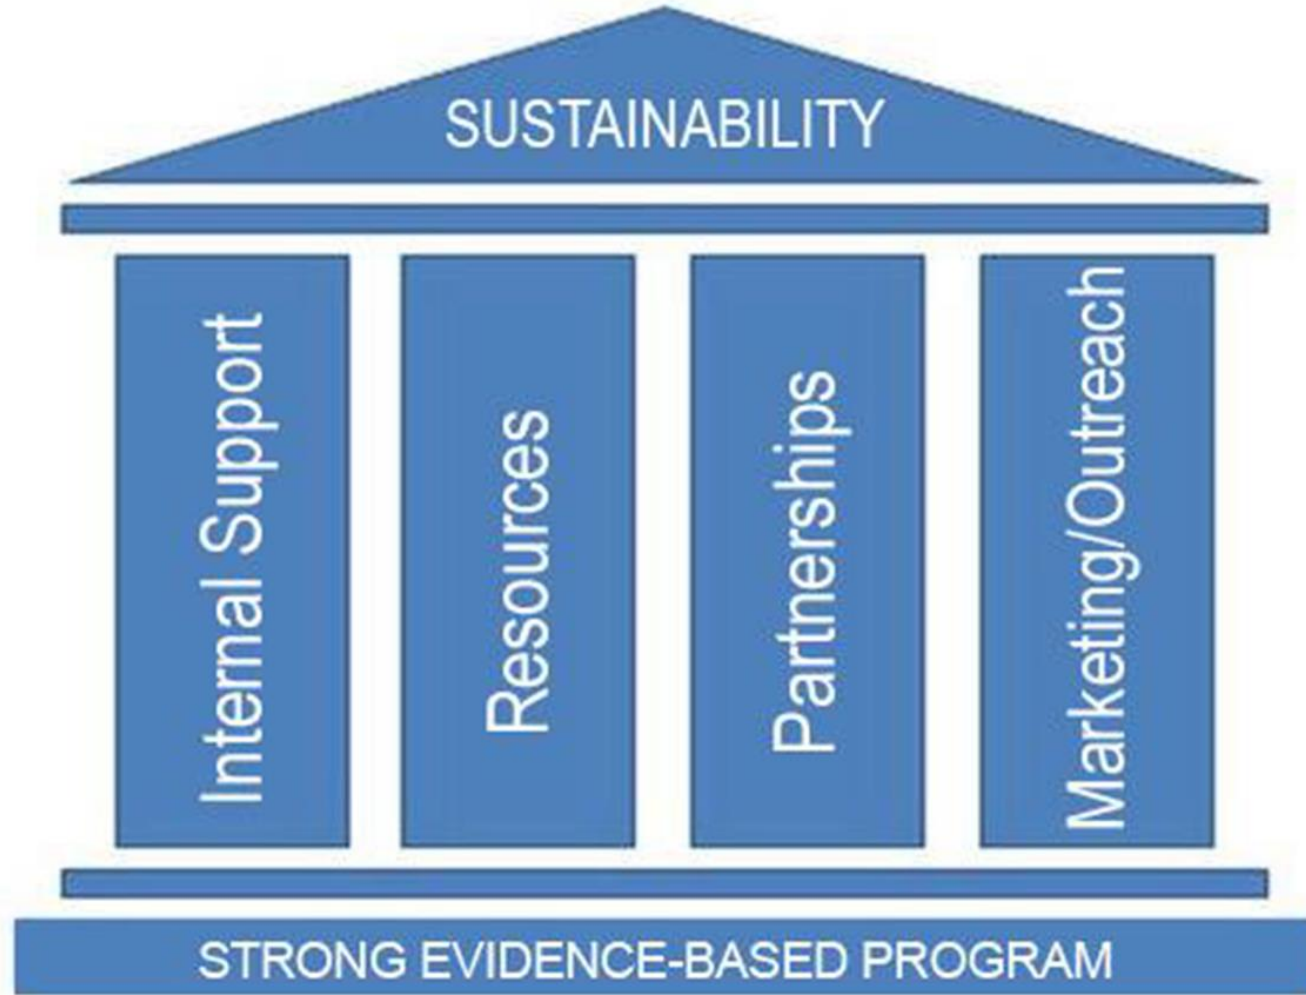 SUSTAINABILITY
Internal Support
Resources
Partnerships
Marketing/Outreach
STRONG EVIDENCE-BASED PROGRAM